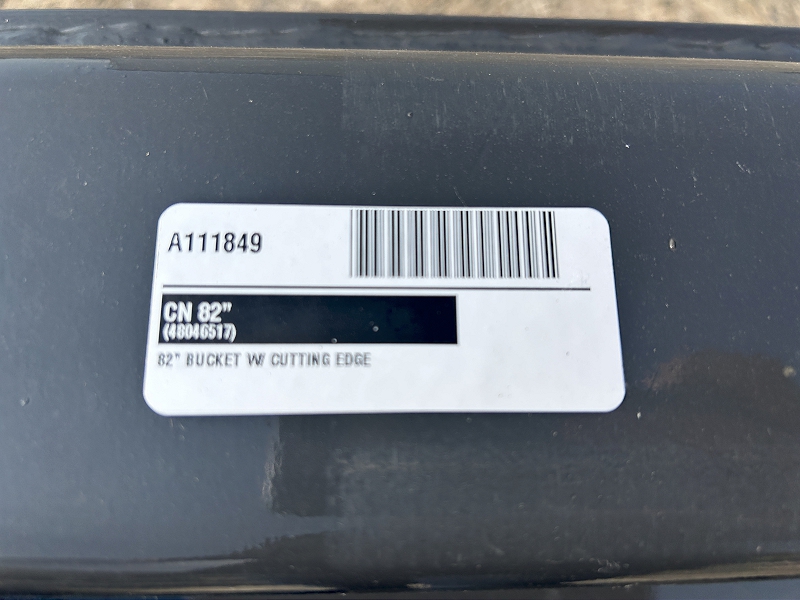 A111849
CN 82"
(48046517)
82" BUCKET W/ CUTTING EDGE